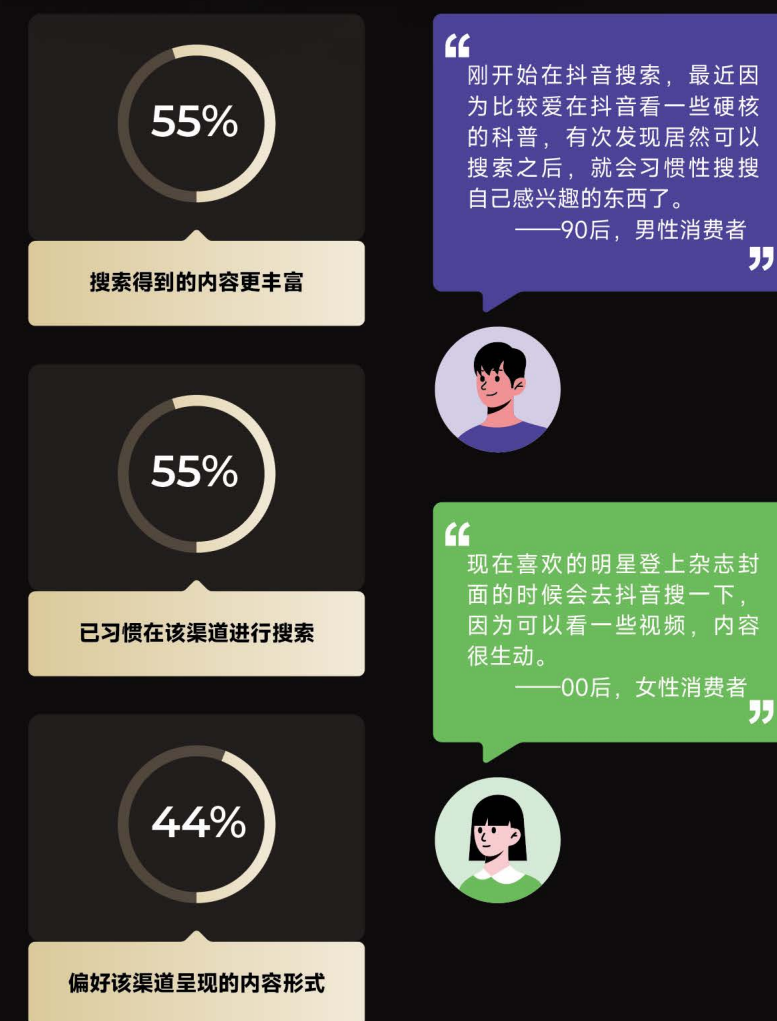 55%
搜索得到的内容更丰富
55%
已习惯在该渠道进行搜索
44%
偏好该渠道呈现的内容形式
“
刚开始在抖音搜索，最近因
为比较爱在抖音看一些硬核
的科普，有次发现居然可以
搜索之后，就会习惯性搜搜
自己感兴趣的东西了。
——90后，男性消费者
”
“
现在喜欢的明星登上杂志封
面的时候会去抖音搜一下，
因为可以看一些视频，内容
很生动。
——00后，女性消费者
”